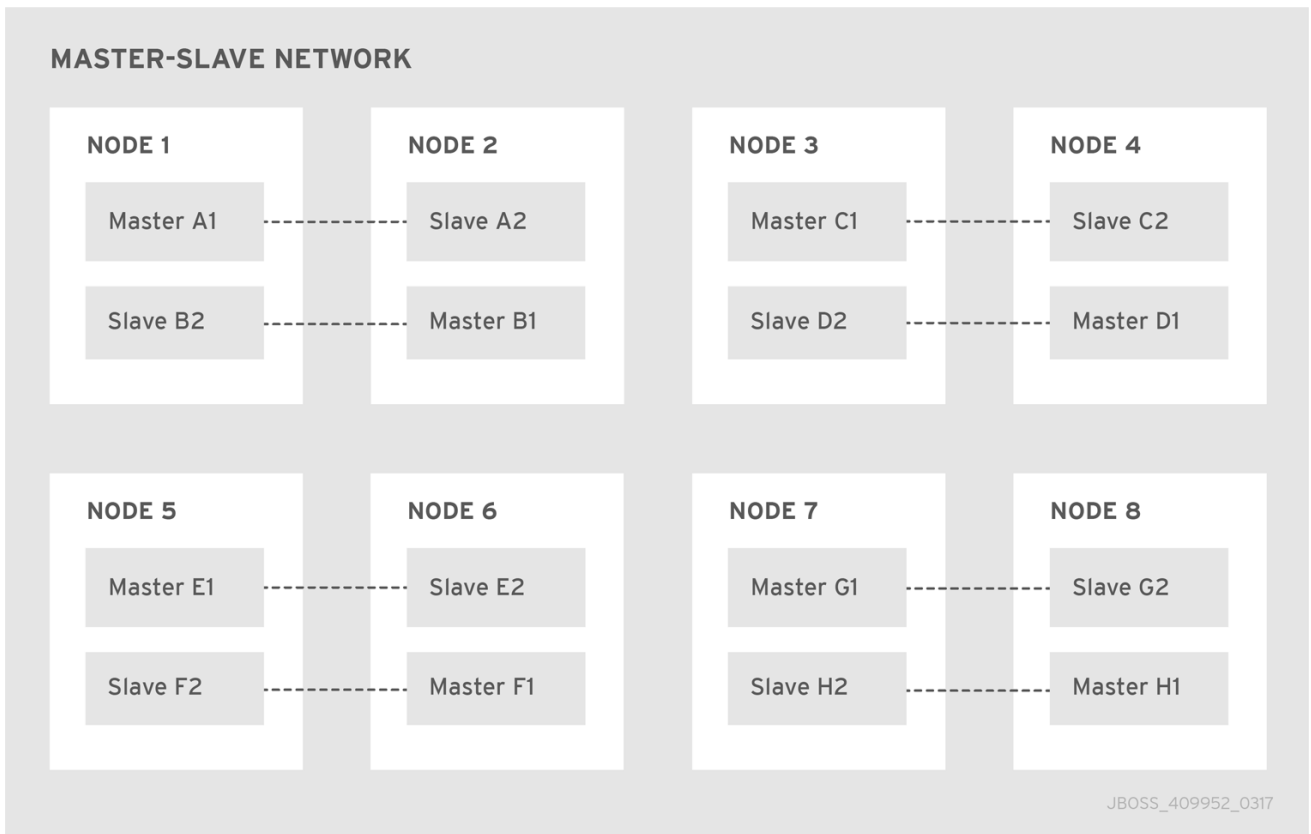 MASTER-SLAVE NETWORK
NODE 1
Master A1
Slave B2
NODE 2
Slave A2
Master B1
NODE 3
Master C1
Slave D2
NODE 4
Slave C2
Master D1
NODE 5
Master E1
Slave F2
NODE 6
Slave E2
Master F1
NODE 7
Master G1
Slave H2
NODE 8
Slave G2
Master H1
JBOSS_409952_0317